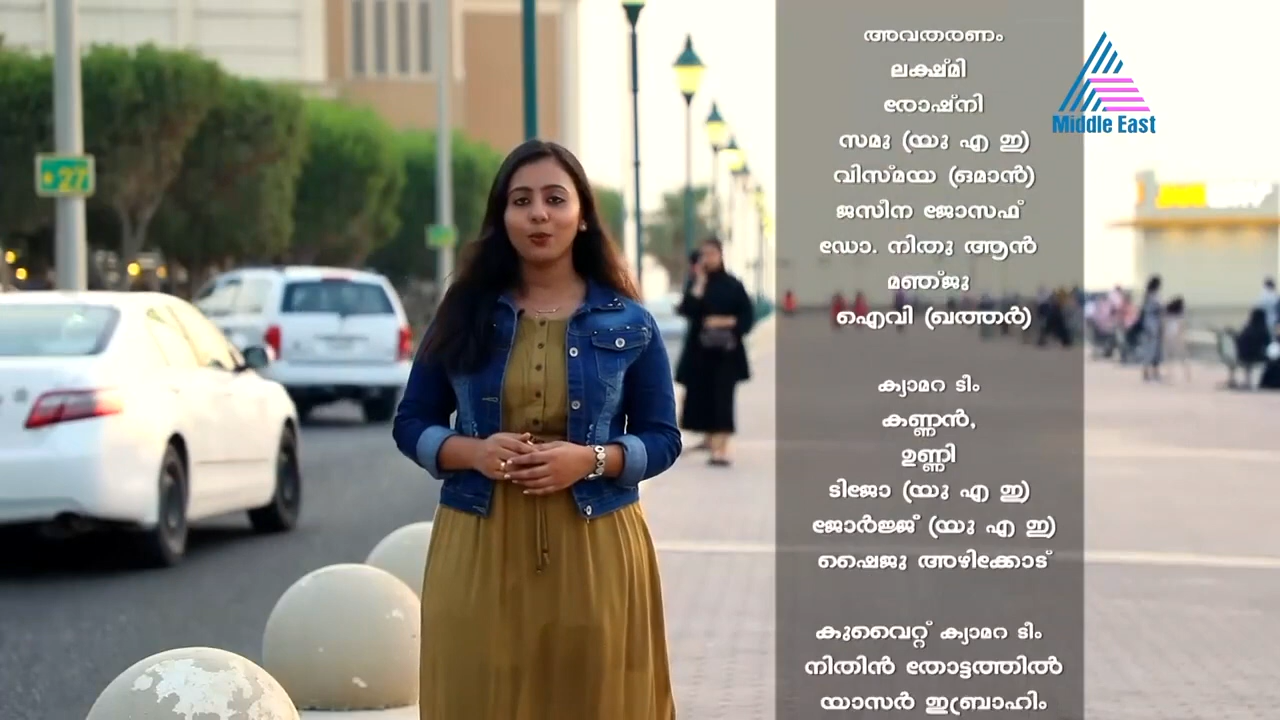 അവതരണം
ലക്ഷ്മി
രോഷ്നി
സമു (യു എ ഇ)
വിസ്മയ (ഒമാൻ)
ജസീന ജോസഫ്
ഡോ. നിതു ആൻ
മഞ്ജു
ഐവി (ഖത്തർ)
ക്യാമറ ടീം
കണ്ണൻ,
ഉണ്ണി
ടിജോ (യു എ ഇ)
ജോർജ്ജ് (യു എ ഇ)
ഷൈജു അഴിക്കോട്
കുവൈറ്റ് ക്യാമറ ടീം
നിതിൻ തോട്ടത്തിൽ
യാസർ ഇബ്രാഹിം
Middle East
27